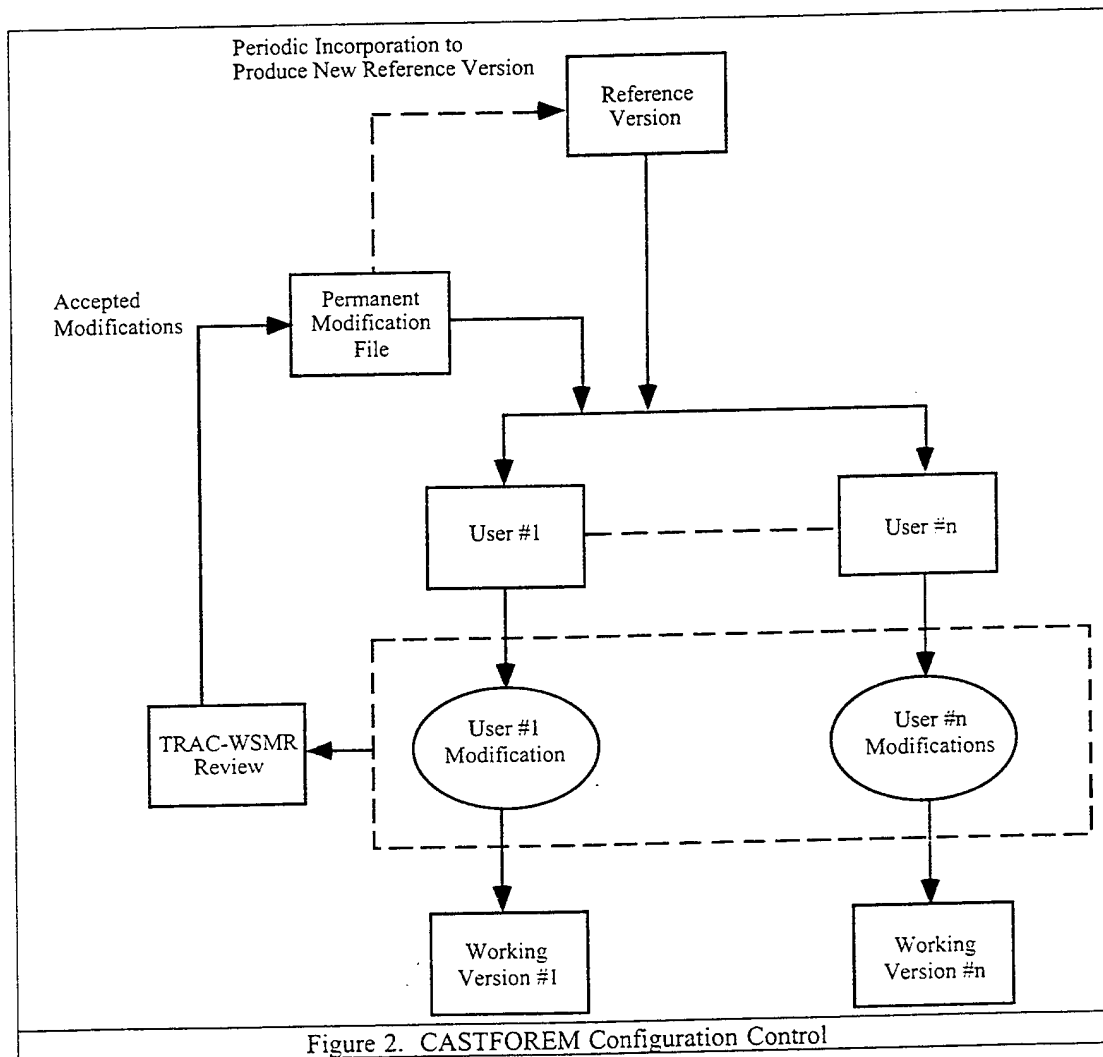 Periodic Incorporation to
Produce New Reference Version
Reference
Version
Accepted
Modifications
Permanent
Modification
File
User #1
User #n
TRAC-WSMR
Review
User #1
Modification
User #n
Modifications
Working
Version #1
Working
Version #n
Figure 2. CASTFOREM Configuration Control